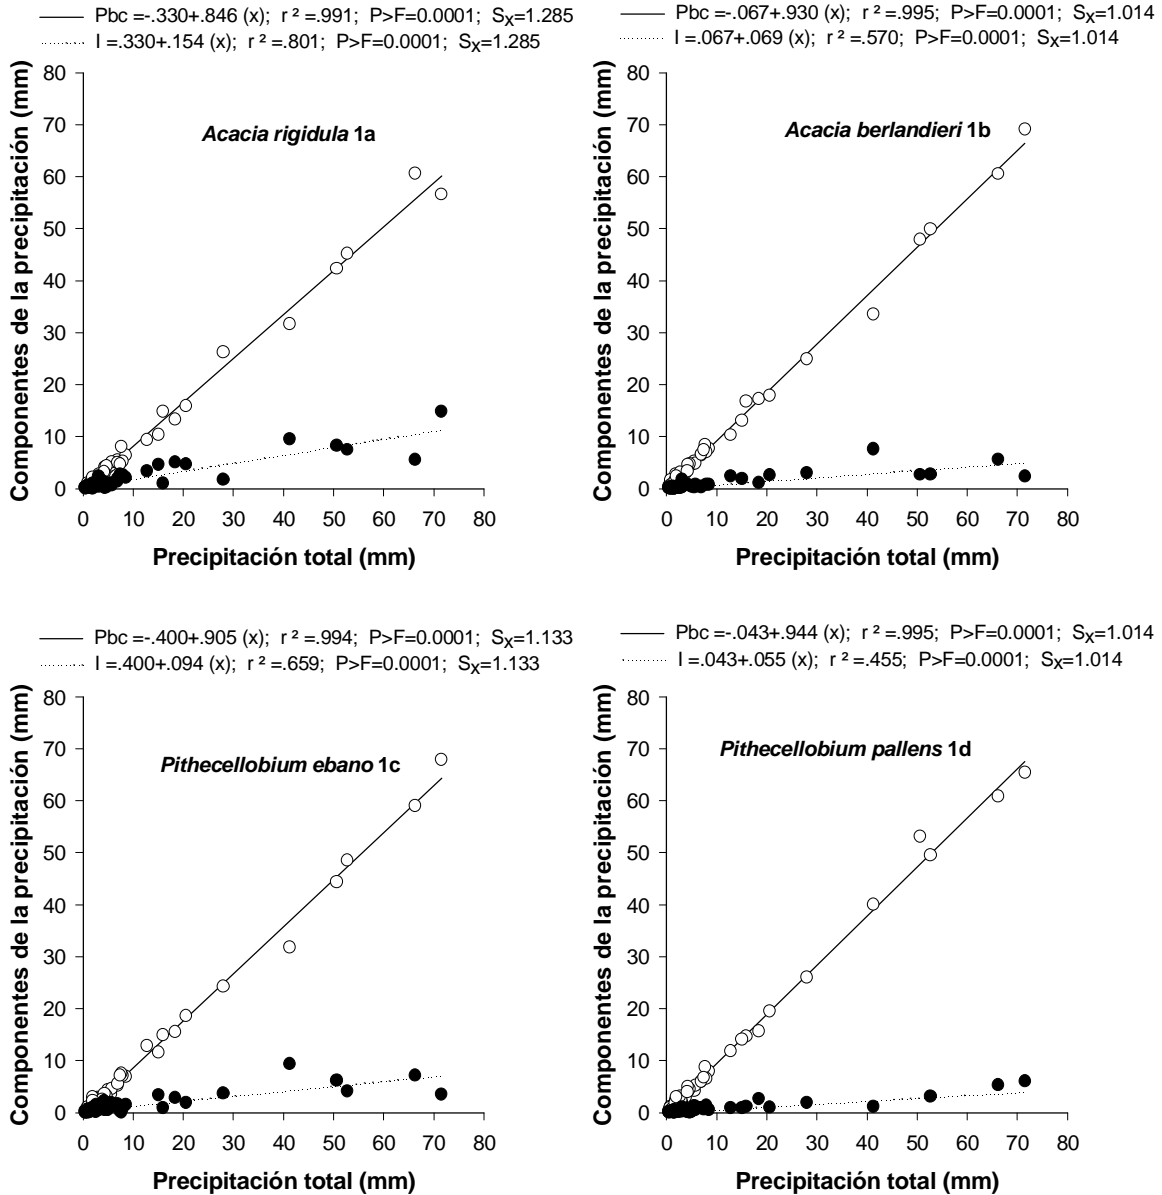 Pbc =-.330+.846 (x); r ² =.991; P>F=0.0001; Sx=1.285
I =.330+.154 (x); r ² =.801; P>F=0.0001; Sx=1.285
Componentes de la precipitación (mm)
80
70
60
50
40
30
20
10
0
Acacia rigidula 1a
0 10 20 30 40 50 60 70 80
Precipitación total (mm)
Pbc =-.067+.930 (x); r ² =.995; P>F=0.0001; Sx=1.014
I =.067+.069 (x); r ² =.570; P>F=0.0001; Sx=1.014
Componentes de la precipitación (mm)
80
70
60
50
40
30
20
10
0
Acacia berlandieri 1b
0 10 20 30 40 50 60 70 80
Precipitación total (mm)
Pbc =-.400+.905 (x); r ² =.994; P>F=0.0001; Sx=1.133
I =.400+.094 (x); r ² =.659; P>F=0.0001; Sx=1.133
Componentes de la precipitación (mm)
80
70
60
50
40
30
20
10
0
Pithecellobium ebano 1c
0 10 20 30 40 50 60 70 80
Precipitación total (mm)
Pbc =-.043+.944 (x); r ² =.995; P>F=0.0001; Sx=1.014
I =.043+.055 (x); r ² =.455; P>F=0.0001; Sx=1.014
Componentes de la precipitación (mm)
80
70
60
50
40
30
20
10
0
Pithecellobium pallens 1d
0 10 20 30 40 50 60 70 80
Precipitación total (mm)